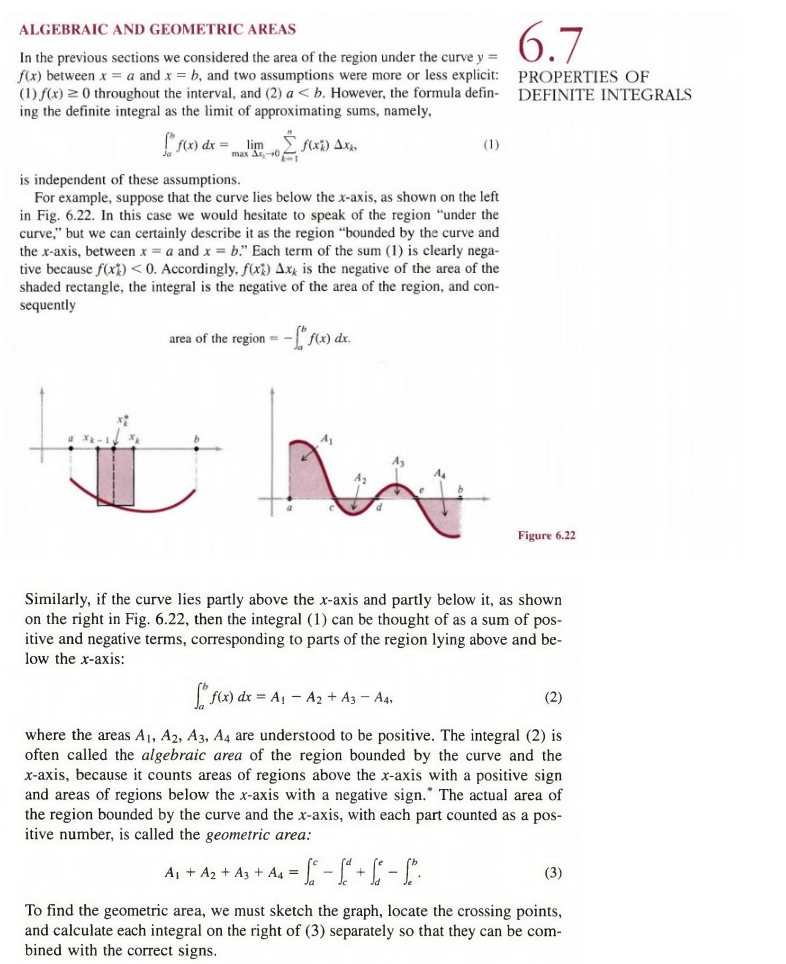 ALGEBRAIC AND GEOMETRIC AREAS
6.7
PROPERTIES OF
DEFINITE INTEGRALS
In the previous sections we considered the area of the region under the curve y =
f(x) between x = a and x = b, and two assumptions were more or less explicit:
(1) f(x) ≥ 0 throughout the interval, and (2) a < b. However, the formula defin-
ing the definite integral as the limit of approximating sums, namely,
∫_a^b f(x) dx = lim_{max Δx_k→0} ∑_{k=1}^n f(x_k^*) Δx_k, (1)
is independent of these assumptions.
For example, suppose that the curve lies below the x-axis, as shown on the left
in Fig. 6.22. In this case we would hesitate to speak of the region "under the
curve," but we can certainly describe it as the region "bounded by the curve and
the x-axis, between x = a and x = b." Each term of the sum (1) is clearly nega-
tive because f(x_k^*) < 0. Accordingly, f(x_k^*) Δx_k is the negative of the area of the
shaded rectangle, the integral is the negative of the area of the region, and con-
sequently
area of the region = −∫_a^b f(x) dx.
x_k^*
a x_{k−1} x_k b
A₁
A₂
A₃
A₄
a c d e b
Figure 6.22
Similarly, if the curve lies partly above the x-axis and partly below it, as shown
on the right in Fig. 6.22, then the integral (1) can be thought of as a sum of pos-
itive and negative terms, corresponding to parts of the region lying above and be-
low the x-axis:
∫_a^b f(x) dx = A₁ − A₂ + A₃ − A₄, (2)
where the areas A₁, A₂, A₃, A₄ are understood to be positive. The integral (2) is
often called the algebraic area of the region bounded by the curve and the
x-axis, because it counts areas of regions above the x-axis with a positive sign
and areas of regions below the x-axis with a negative sign.* The actual area of
the region bounded by the curve and the x-axis, with each part counted as a pos-
itive number, is called the geometric area:
A₁ + A₂ + A₃ + A₄ = ∫_a^c − ∫_c^d + ∫_d^e − ∫_e^b. (3)
To find the geometric area, we must sketch the graph, locate the crossing points,
and calculate each integral on the right of (3) separately so that they can be com-
bined with the correct signs.